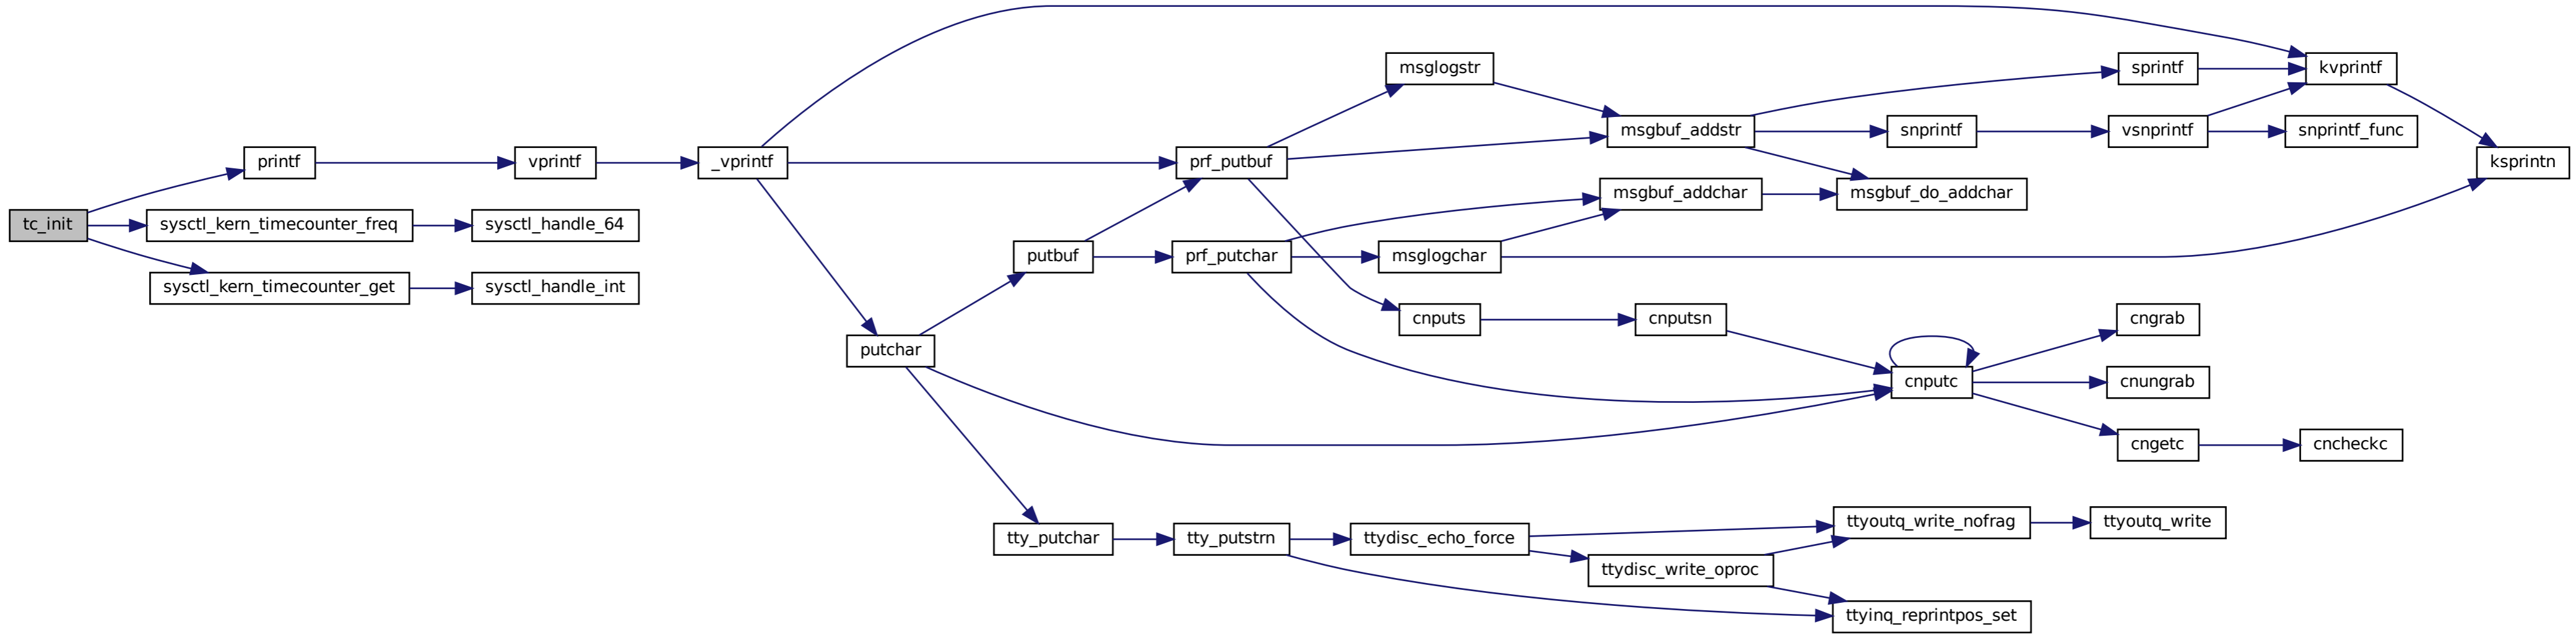 tc_init
printf
sysctl_kern_timecounter_freq
sysctl_kern_timecounter_get
vprintf
sysctl_handle_64
sysctl_handle_int
_vprintf
putchar
putbuf
tty_putchar
prf_putbuf
prf_putchar
tty_putstrn
msglogstr
msglogchar
cnputs
ttydisc_echo_force
msgbuf_addstr
msgbuf_addchar
cnputsn
ttydisc_write_oproc
snprintf
msgbuf_do_addchar
cnputc
ttyoutq_write_nofrag
ttyinq_reprintpos_set
sprintf
vsnprintf
cngrab
cnungrab
cngetc
ttyoutq_write
kvprintf
snprintf_func
cncheckc
ksprintn